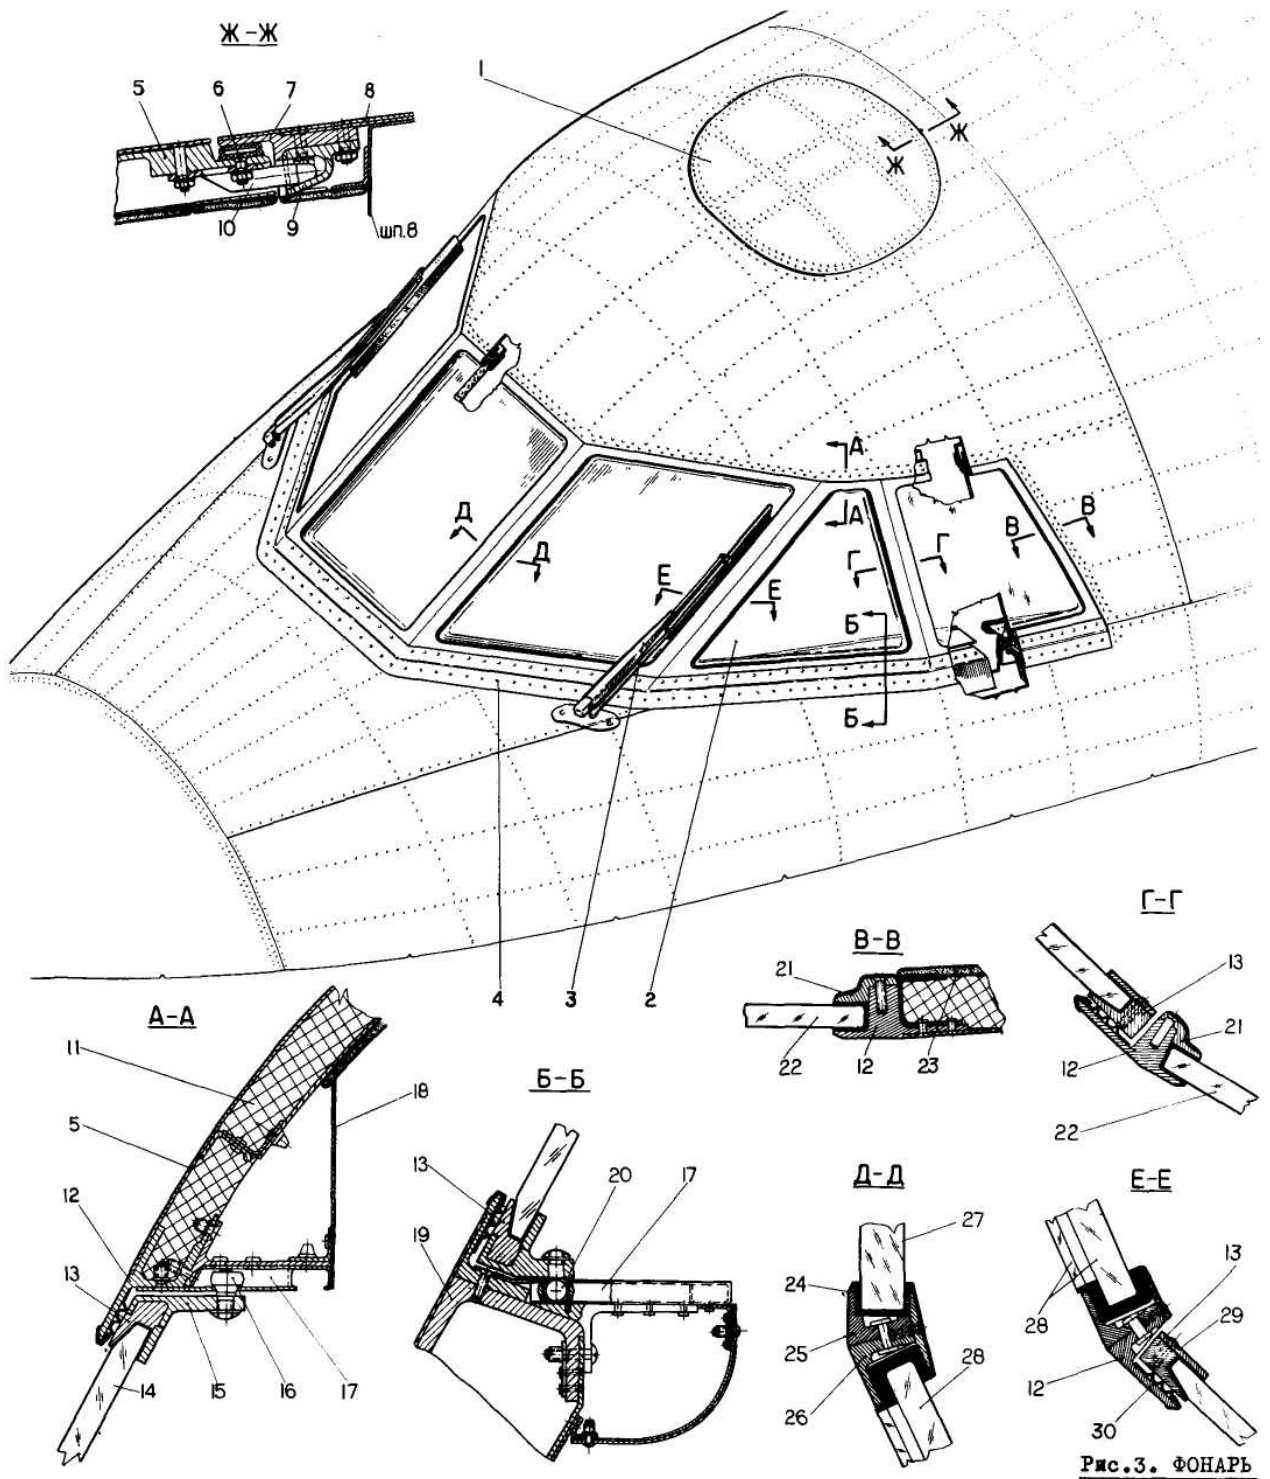 Ж-Ж
5 6 7 8
10 9 шп.8
1
Ж
Ж
А
А
Д
Д
Е
Е
Г
Г
В
В
Б
Б
4 3 2
А-А
11
5
12
13
14 15 16 17
18
Б-Б
13 20 17
19
В-В
21
22 12 23
Г-Г
13
21
12
22
Д-Д
27
24
25
28
26
Е-Е
13
28 29
12
30
Рис.3. ФОНАРЬ